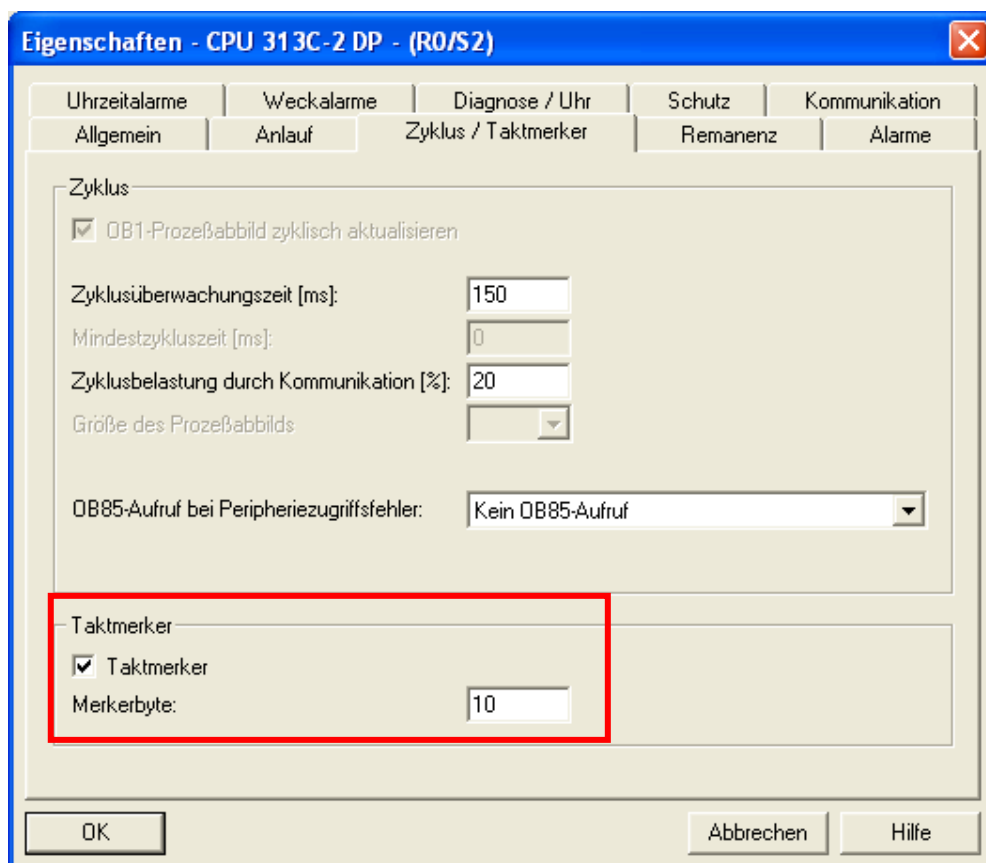 Eigenschaften - CPU 313C-2 DP - (R0/S2)
Uhrzeitalarme Weckalarme Diagnose / Uhr Schutz Kommunikation
Allgemein Anlauf Zyklus / Taktmerker Remanenz Alarme
Zyklus
OB1-Prozeßabbild zyklisch aktualisieren
Zyklusüberwachungszeit [ms]: 150
Mindestzykluszeit [ms]: 0
Zyklusbelastung durch Kommunikation [%]: 20
Größe des Prozeßabbilds
OB85-Aufruf bei Peripheriezugriffsfehler: Kein OB85-Aufruf
Taktmerker
Taktmerker
Merkerbyte: 10
OK Abbrechen Hilfe